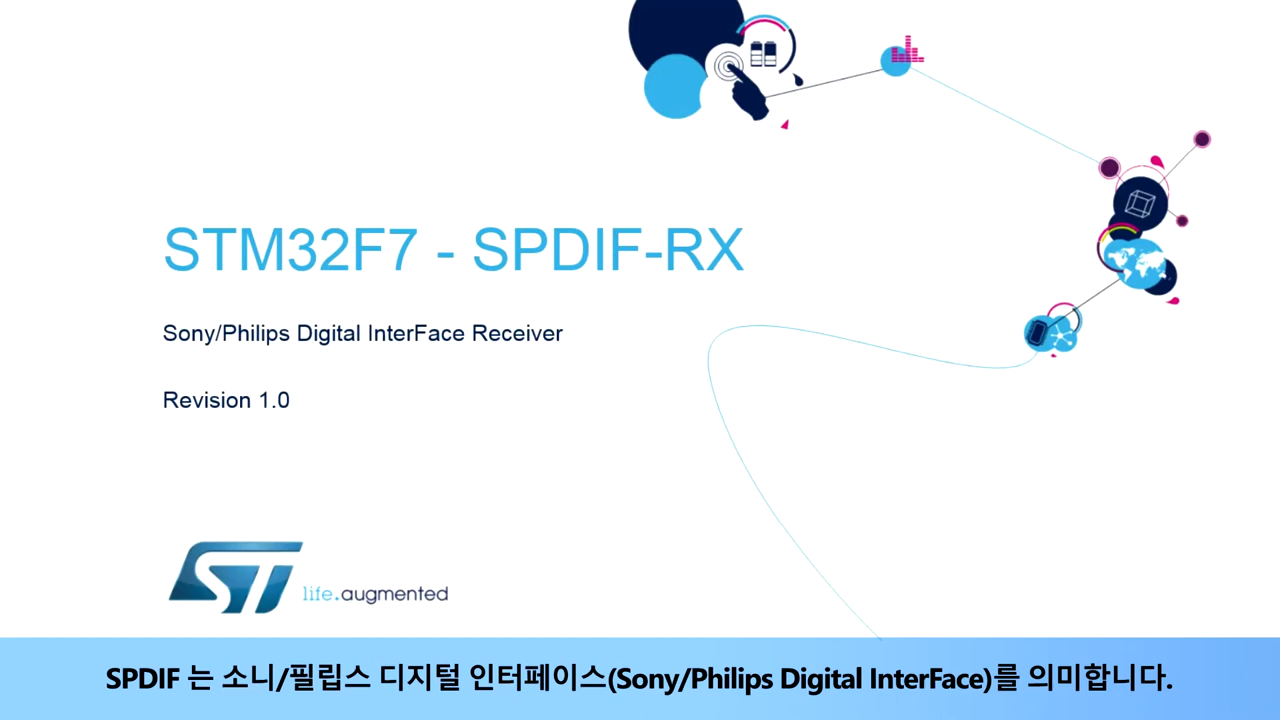 STM32F7 - SPDIF-RX
Sony/Philips Digital InterFace Receiver
Revision 1.0
ST life.augmented
SPDIF 는 소니/필립스 디지털 인터페이스(Sony/Philips Digital InterFace)를 의미합니다.